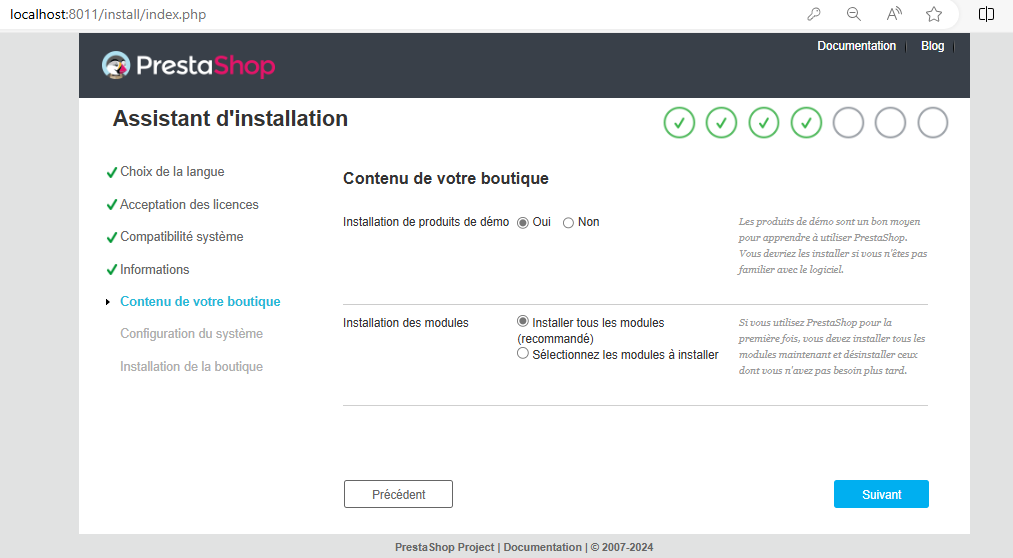 localhost:8011/install/index.php
Documentation
Blog
PrestaShop
Assistant d'installation
Choix de la langue
Acceptation des licences
Compatibilité système
Informations
Contenu de votre boutique
Configuration du système
Installation de la boutique
Contenu de votre boutique
Installation de produits de démo
Oui
Non
Les produits de démo sont un bon moyen
pour apprendre à utiliser PrestaShop.
Vous devriez les installer si vous n'êtes pas
familier avec le logiciel.
Installation des modules
Installer tous les modules
(recommandé)
Sélectionnez les modules à installer
Si vous utilisez PrestaShop pour la
première fois, vous devez installer tous les
modules maintenant et désinstaller ceux
dont vous n'avez pas besoin plus tard.
Précédent
Suivant
PrestaShop Project | Documentation | © 2007-2024